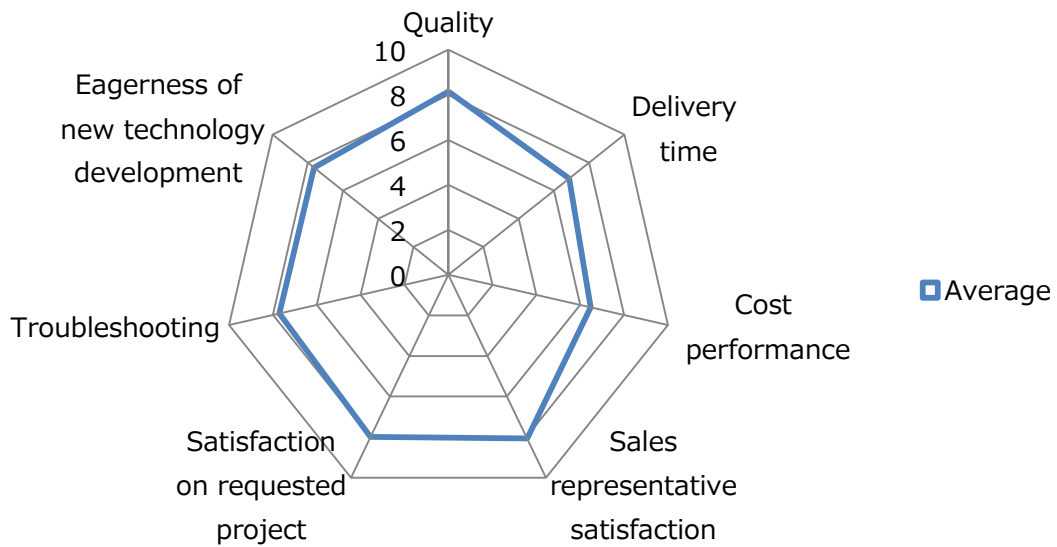 Quality
10
8
6
4
2
0
Delivery
time
Cost
performance
Sales
representative
satisfaction
Satisfaction
on requested
project
Troubleshooting
Eagerness of
new technology
development
Average